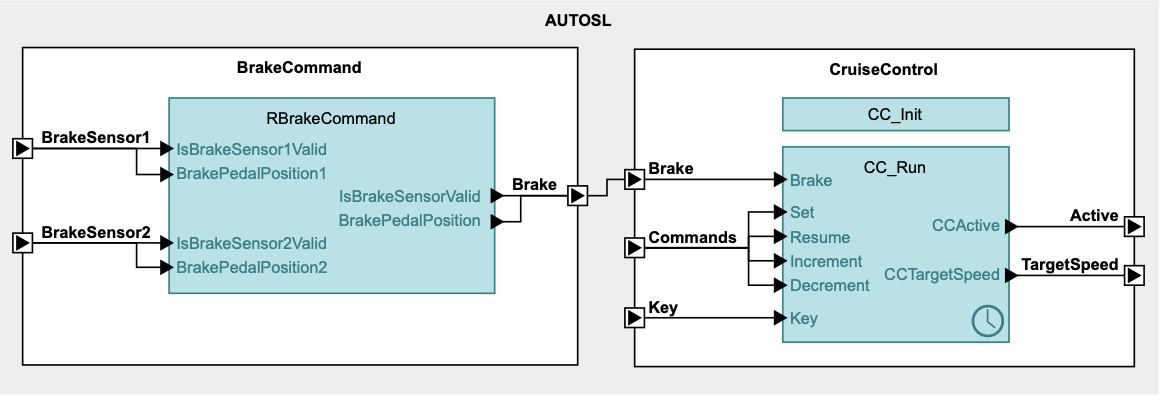 AUTOSL
BrakeCommand
RBrakeCommand
BrakeSensor1
IsBrakeSensor1Valid
BrakePedalPosition1
IsBrakeSensorValid
BrakePedalPosition
Brake
BrakeSensor2
IsBrakeSensor2Valid
BrakePedalPosition2
CruiseControl
CC_Init
CC_Run
Brake
Brake
Commands
Set
Resume
Increment
Decrement
Key
Key
CCActive
Active
CCTargetSpeed
TargetSpeed